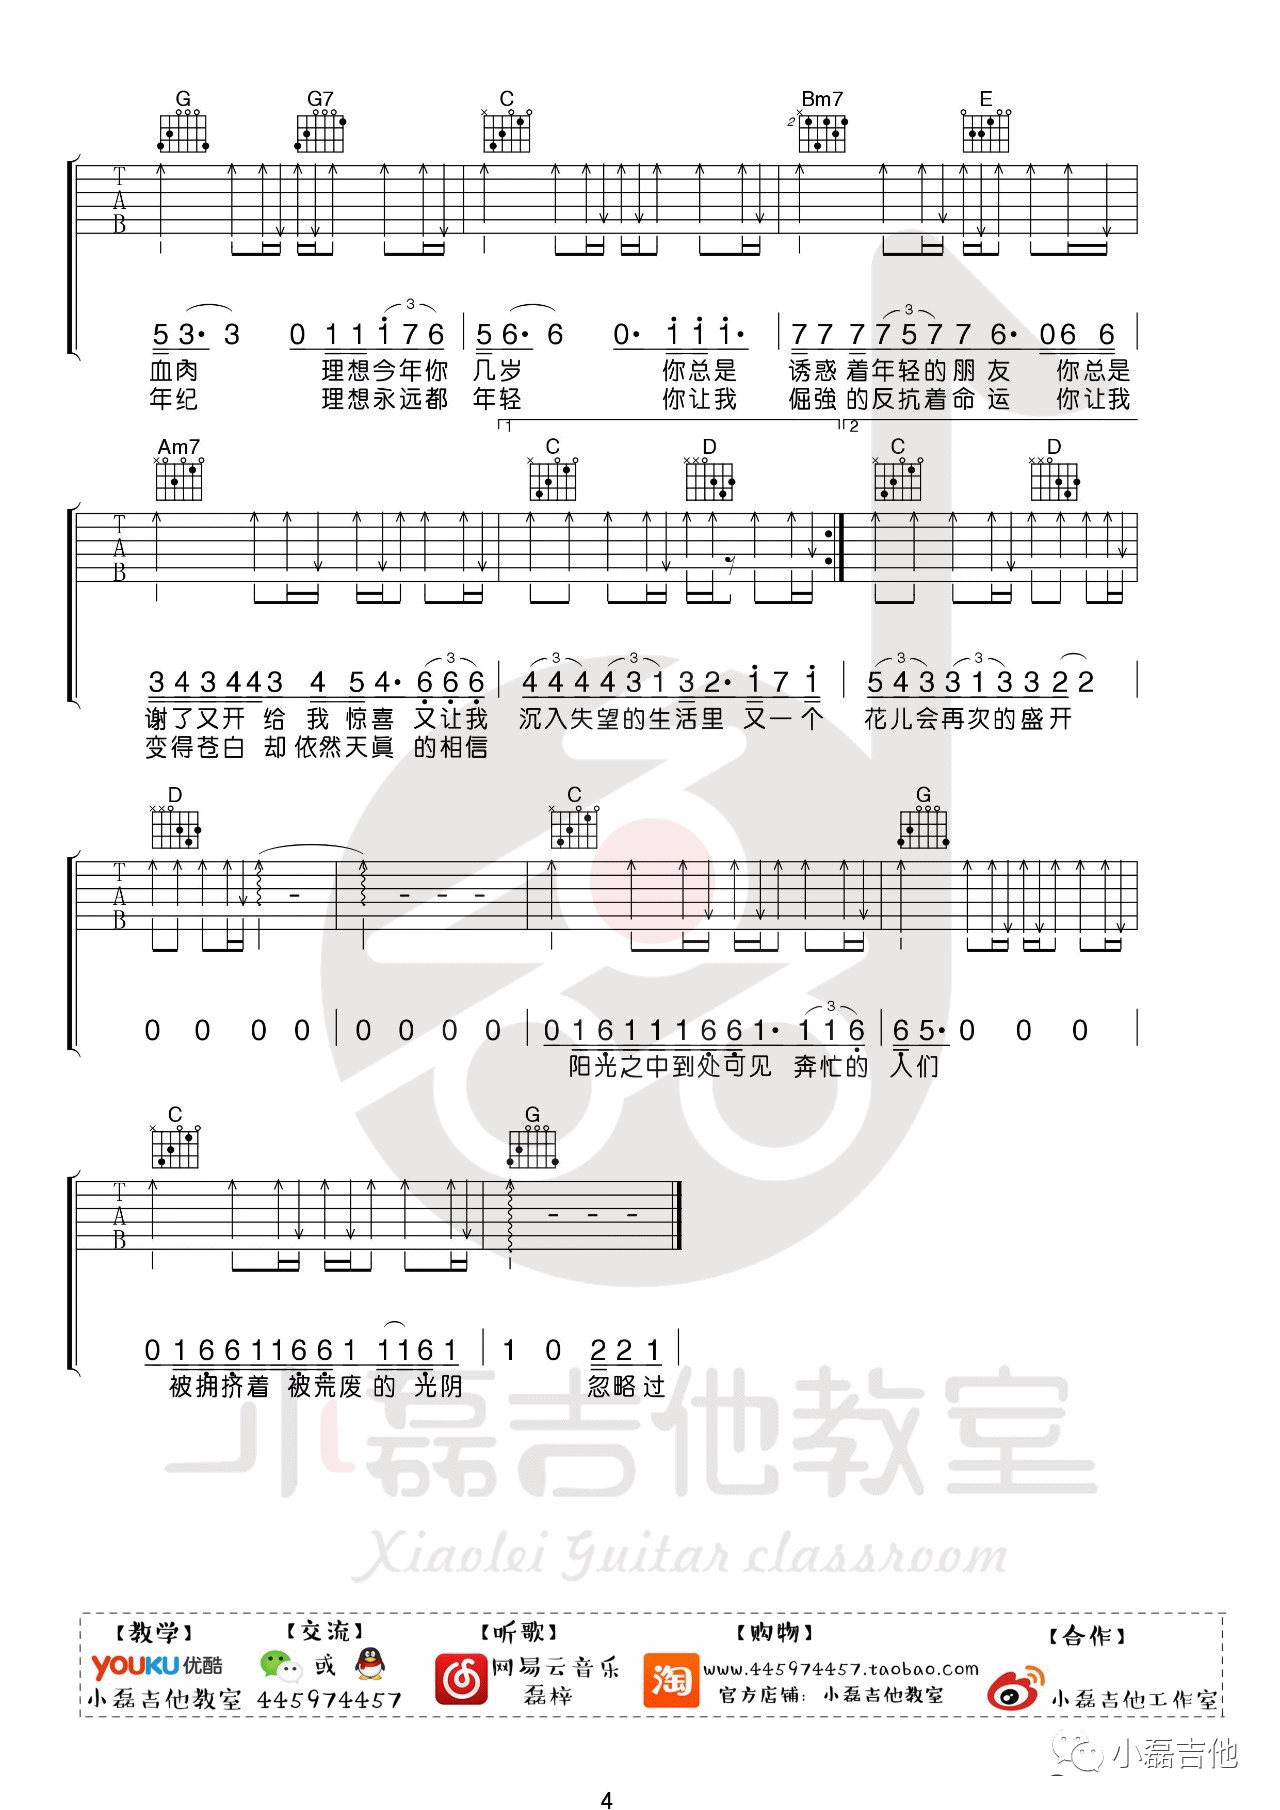 G G7 C Bm7 E
2
T A B
3 3
5 3· 3 0 1 1 i 7 6 5 6· 6 0· i i i· 7 7 7 7 5 7 7 6· 0 6 6
血肉 理想今年你 几岁 你总是 诱惑着年轻的朋友 你总是
年纪 理想永远都 年轻 你让我 倔強的反抗着命运 你让我
1 2
Am7 C D C D
T A B
3 3 3 3 3
3 4 3 4 4 3 4 5 4· 6 6 6 4 4 4 4 3 1 3 2· i 7 i 5 4 3 3 1 3 3 2 2
谢了又开 给我 惊喜 又让我 沉入失望的生活里 又一个 花儿会再次的盛开
变得苍白 却依然天眞 的相信
D C G
T A B
3
0 0 0 0 0 0 0 0 0 1 6 1 1 1 6 6 1· 1 1 6 6 5· 0 0 0
阳光之中到处可见 奔忙的 人们
C G
T A B
0 1 6 6 1 1 6 6 1 1 1 6 1 1 0 2 2 1
被拥挤着 被荒废的 光阴 忽略过
小磊吉他教室
Xiaolei Guitar classroom
【教学】 【交流】 【听歌】 【购物】 【合作】
YOUKU 优酷 或 网易云音乐 淘 www.445974457.taobao.com
小磊吉他教室 445974457 磊梓 官方店铺：小磊吉他教室 小磊吉他工作室
小磊吉他
4